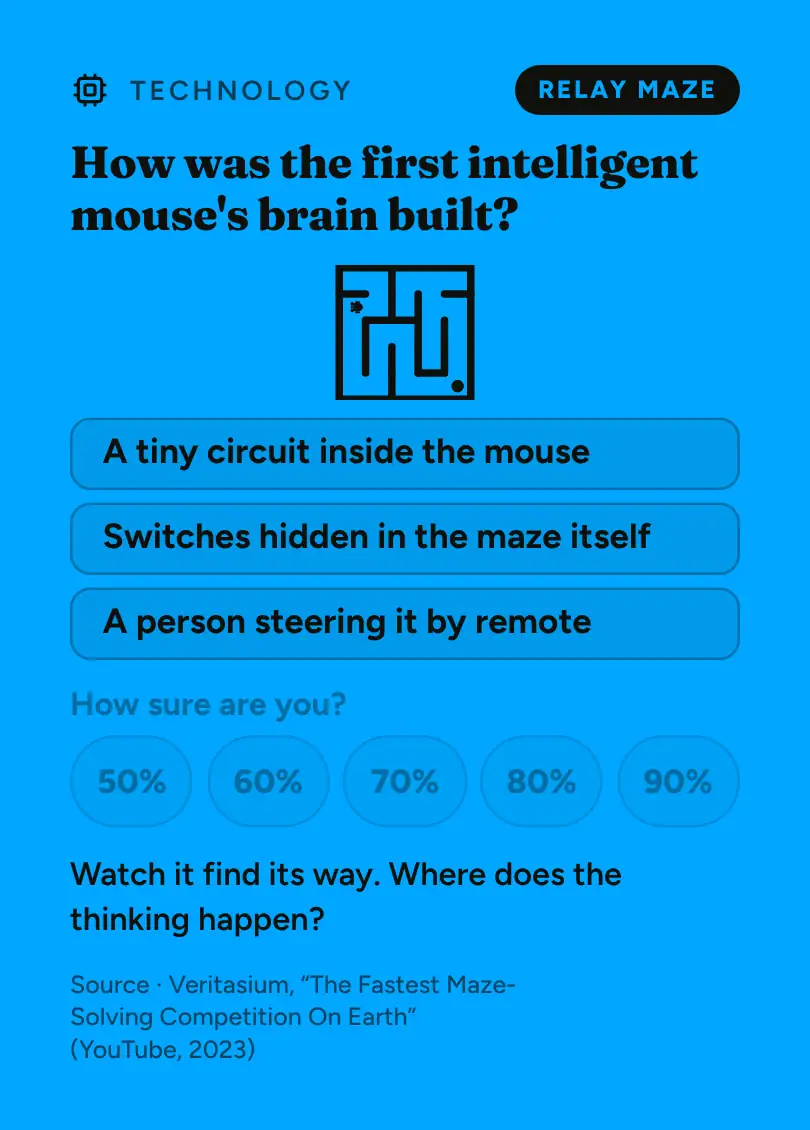 TECHNOLOGY
RELAY MAZE
How was the first intelligent
mouse's brain built?
A tiny circuit inside the mouse
Switches hidden in the maze itself
A person steering it by remote
How sure are you?
50%
60%
70%
80%
90%
Watch it find its way. Where does the
thinking happen?
Source · Veritasium, “The Fastest Maze-
Solving Competition On Earth”
(YouTube, 2023)